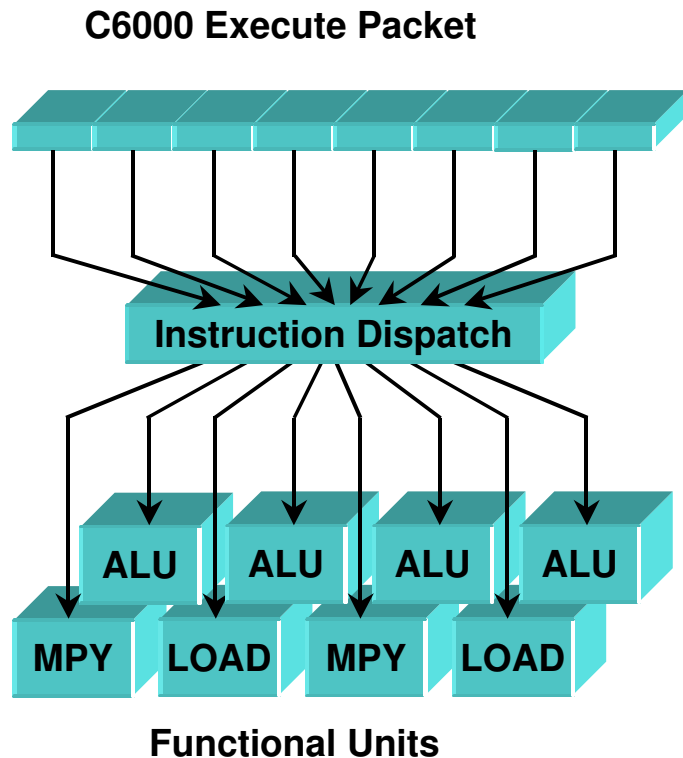 C6000 Execute Packet
Instruction Dispatch
ALU ALU ALU ALU
MPY LOAD MPY LOAD
Functional Units